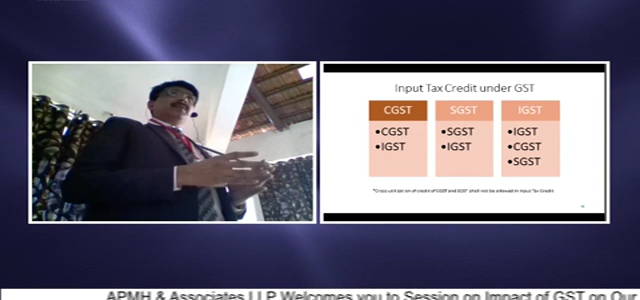 Input Tax Credit under GST
CGST SGST IGST
•CGST •SGST •IGST
•IGST •IGST •CGST
•SGST
*Cross utilization of credit of CGST and SGST shall not be allowed in Input Tax Credit
APMH & Associates LLP Welcomes you to Session on Impact of GST on Our